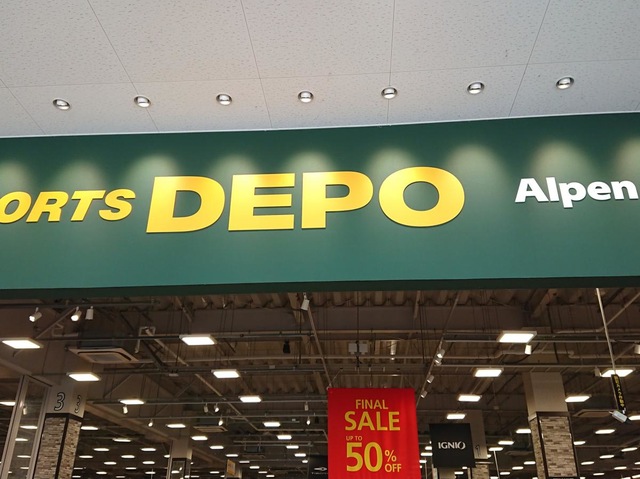 ORTS DEPO Alpen
FINAL
SALE
UP TO
50% OFF
IGNIO
3